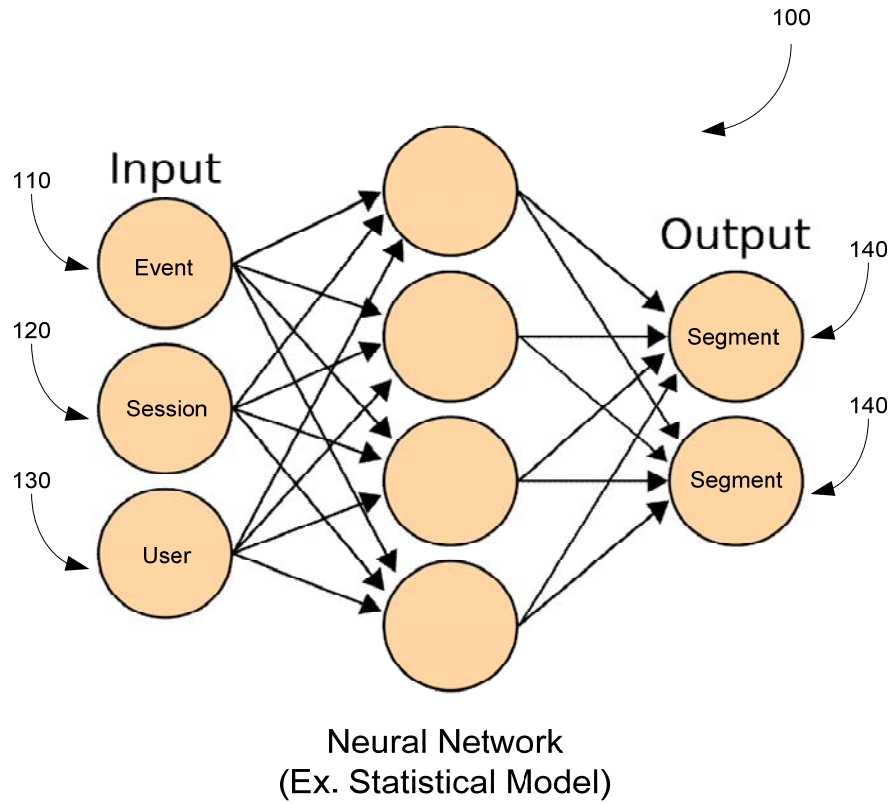 100
Input
110
Event
Output
140
Segment
120
Session
140
Segment
130
User
Neural Network
(Ex. Statistical Model)